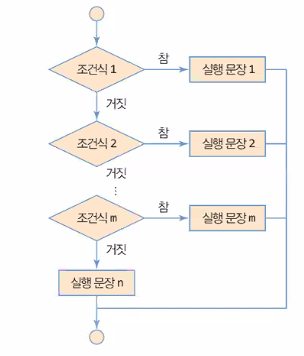 조건식 1
참
실행 문장 1
거짓
조건식 2
참
실행 문장 2
거짓
⋮
조건식 m
참
실행 문장 m
거짓
실행 문장 n